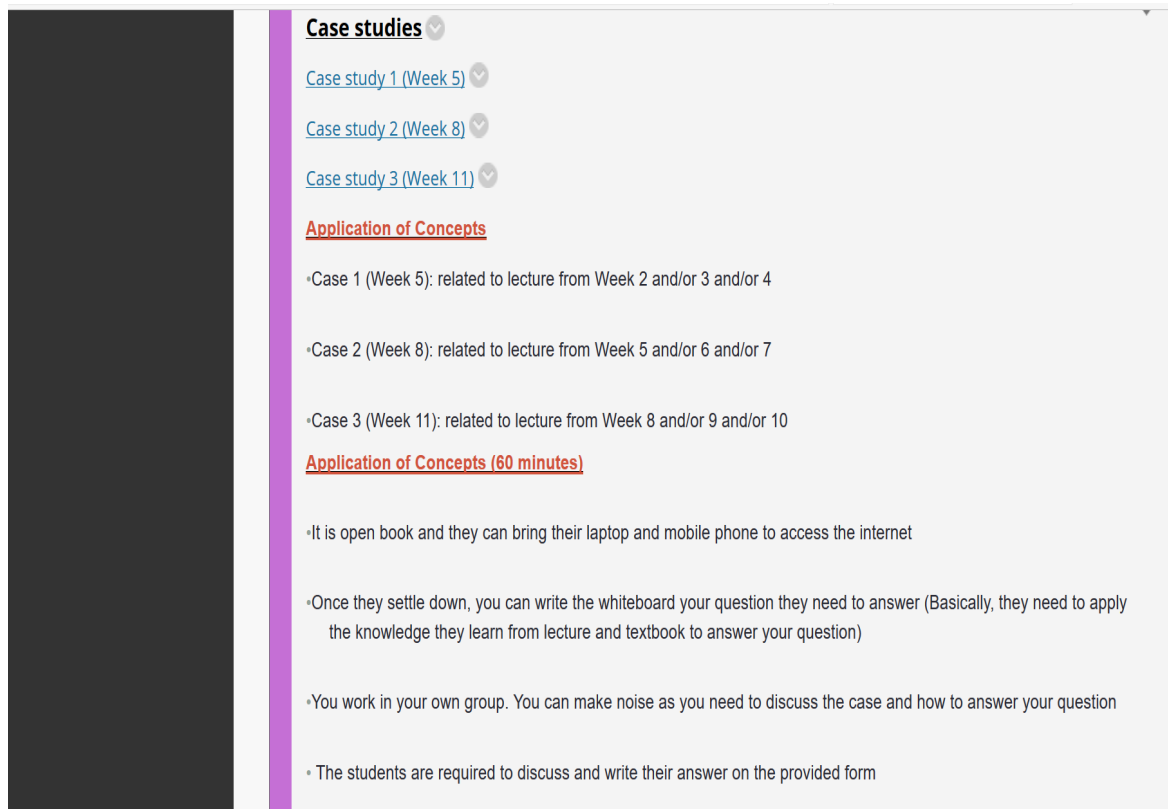 Case studies
Case study 1 (Week 5)
Case study 2 (Week 8)
Case study 3 (Week 11)
Application of Concepts
•Case 1 (Week 5): related to lecture from Week 2 and/or 3 and/or 4
•Case 2 (Week 8): related to lecture from Week 5 and/or 6 and/or 7
•Case 3 (Week 11): related to lecture from Week 8 and/or 9 and/or 10
Application of Concepts (60 minutes)
•It is open book and they can bring their laptop and mobile phone to access the internet
•Once they settle down, you can write the whiteboard your question they need to answer (Basically, they need to apply
the knowledge they learn from lecture and textbook to answer your question)
•You work in your own group. You can make noise as you need to discuss the case and how to answer your question
• The students are required to discuss and write their answer on the provided form